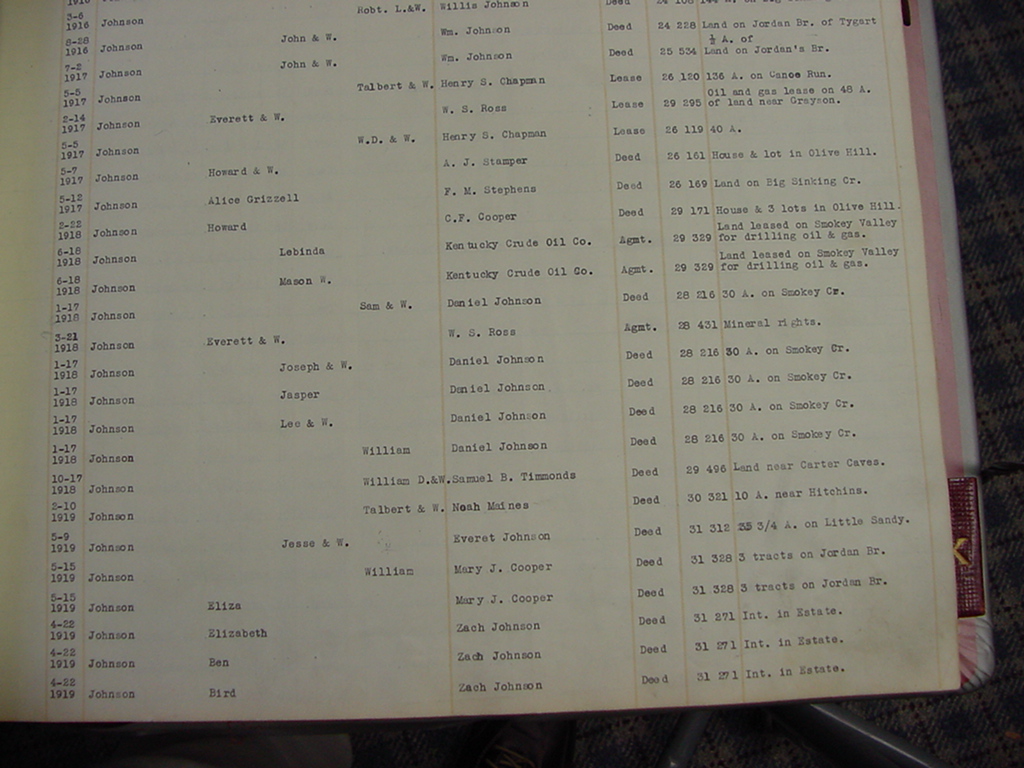 1916 Johnson Deed 24
3-6
1916 Johnson Robt. L.&W. Willis Johnson
8-28
1916 Johnson John & W. Wm. Johnson Deed 24 228 Land on Jordan Br. of Tygart
½ A. of
7-2
1917 Johnson John & W. Wm. Johnson Deed 25 534 Land on Jordan's Br.
5-5
1917 Johnson Talbert & W. Henry S. Chapman Lease 26 120 136 A. on Canoe Run.
Oil and gas lease on 48 A.
2-14
1917 Johnson Everett & W. W. S. Ross Lease 29 295 of land near Grayson.
5-5
1917 Johnson W.D. & W. Henry S. Chapman Lease 26 119 40 A.
5-7
1917 Johnson Howard & W. A. J. Stamper Deed 26 161 House & lot in Olive Hill.
5-12
1917 Johnson Alice Grizzell F. M. Stephens Deed 26 169 Land on Big Sinking Cr.
2-22
1918 Johnson Howard C.F. Cooper Deed 29 171 House & 3 lots in Olive Hill.
Land leased on Smokey Valley
6-18
1918 Johnson Lebinda Kentucky Crude Oil Co. Agmt. 29 329 for drilling oil & gas.
Land leased on Smokey Valley
6-18
1918 Johnson Mason W. Kentucky Crude Oil Co. Agmt. 29 329 for drilling oil & gas.
1-17
1918 Johnson Sam & W. Daniel Johnson Deed 28 216 30 A. on Smokey Cr.
3-21
1918 Johnson Everett & W. W. S. Ross Agmt. 28 431 Mineral rights.
1-17
1918 Johnson Joseph & W. Daniel Johnson Deed 28 216 30 A. on Smokey Cr.
1-17
1918 Johnson Jasper Daniel Johnson Deed 28 216 30 A. on Smokey Cr.
1-17
1918 Johnson Lee & W. Daniel Johnson Deed 28 216 30 A. on Smokey Cr.
1-17
1918 Johnson William Daniel Johnson Deed 28 216 30 A. on Smokey Cr.
10-17
1918 Johnson William D.&W. Samuel B. Timmonds Deed 29 496 Land near Carter Caves.
2-10
1919 Johnson Talbert & W. Noah Maines Deed 30 321 10 A. near Hitchins.
5-9
1919 Johnson Jesse & W. Everet Johnson Deed 31 312 35 3/4 A. on Little Sandy.
5-15
1919 Johnson William Mary J. Cooper Deed 31 328 3 tracts on Jordan Br.
5-15
1919 Johnson Eliza Mary J. Cooper Deed 31 328 3 tracts on Jordan Br.
4-22
1919 Johnson Elizabeth Zach Johnson Deed 31 271 Int. in Estate.
4-22
1919 Johnson Ben Zach Johnson Deed 31 271 Int. in Estate.
4-22
1919 Johnson Bird Zach Johnson Deed 31 271 Int. in Estate.